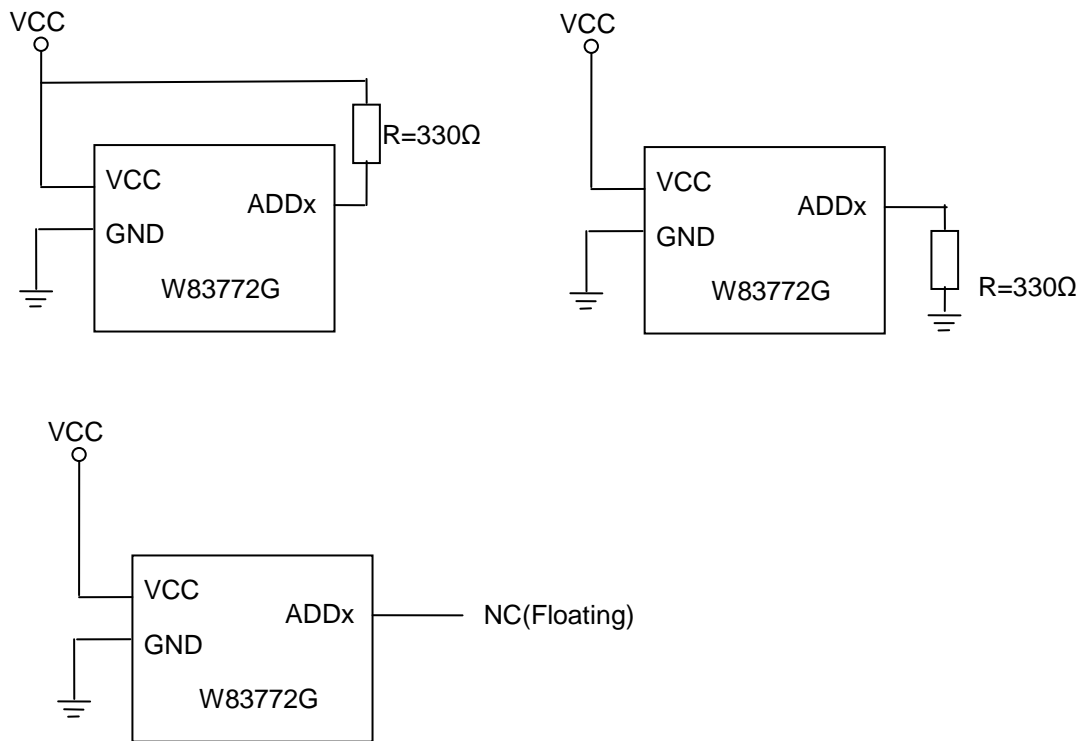 VCC
R=330Ω
VCC
ADDx
GND
W83772G
VCC
VCC
ADDx
GND
W83772G
R=330Ω
VCC
VCC
ADDx
NC(Floating)
GND
W83772G